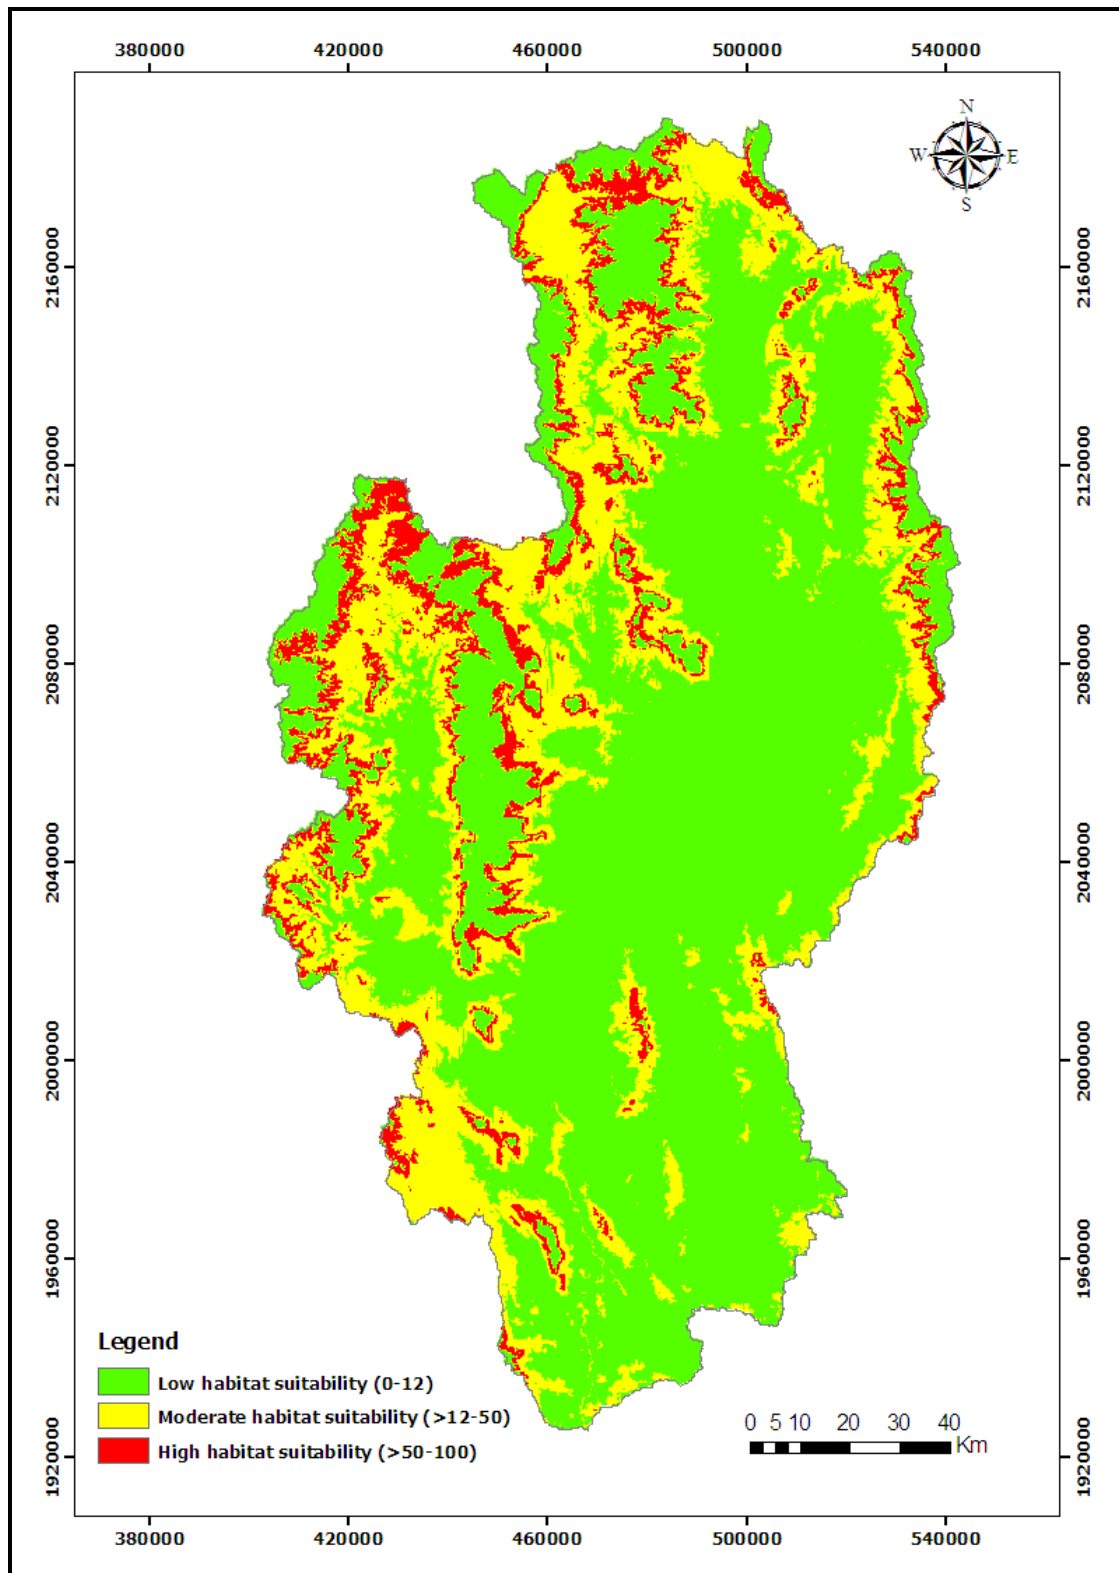 380000 420000 460000 500000 540000
N
W E
S
2160000 2160000
2120000 2120000
2080000 2080000
2040000 2040000
2000000 2000000
1960000 1960000
1920000 1920000
Legend
Low habitat suitability (0-12)
Moderate habitat suitability (>12-50)
High habitat suitability (>50-100)
0 5 10 20 30 40
Km
380000 420000 460000 500000 540000